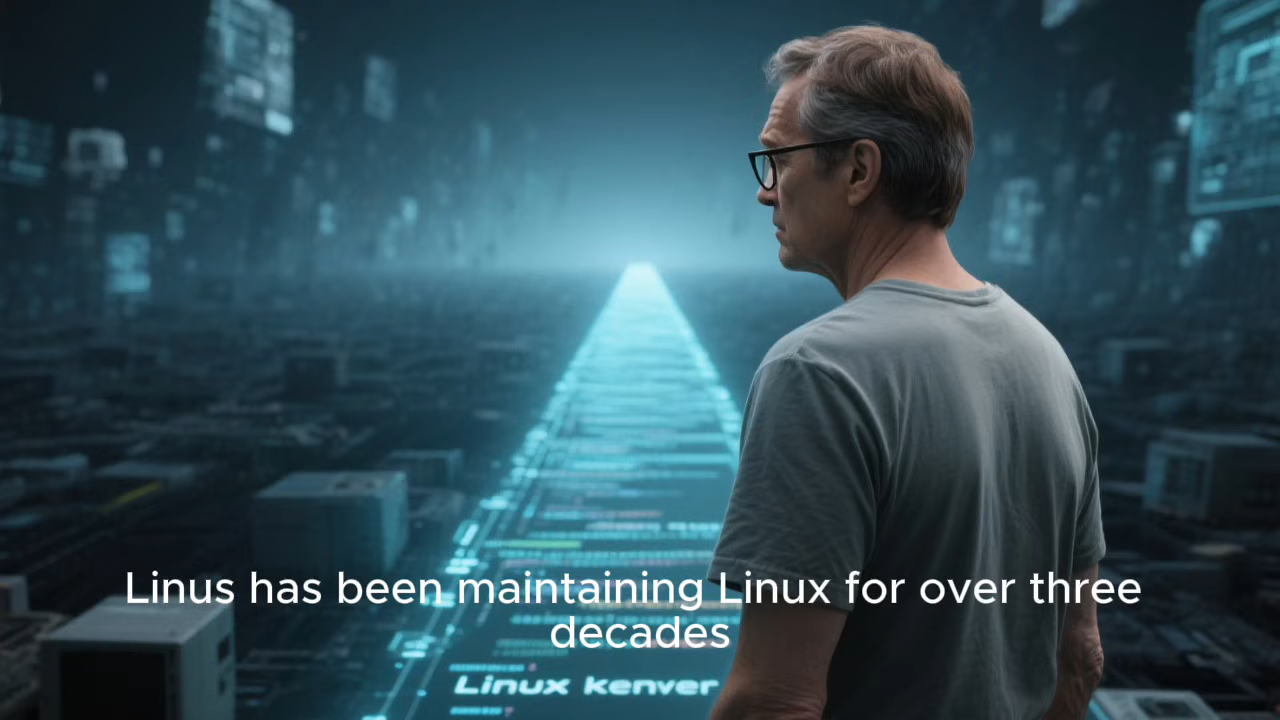 Linus has been maintaining Linux for over three
decades
Linux kenver